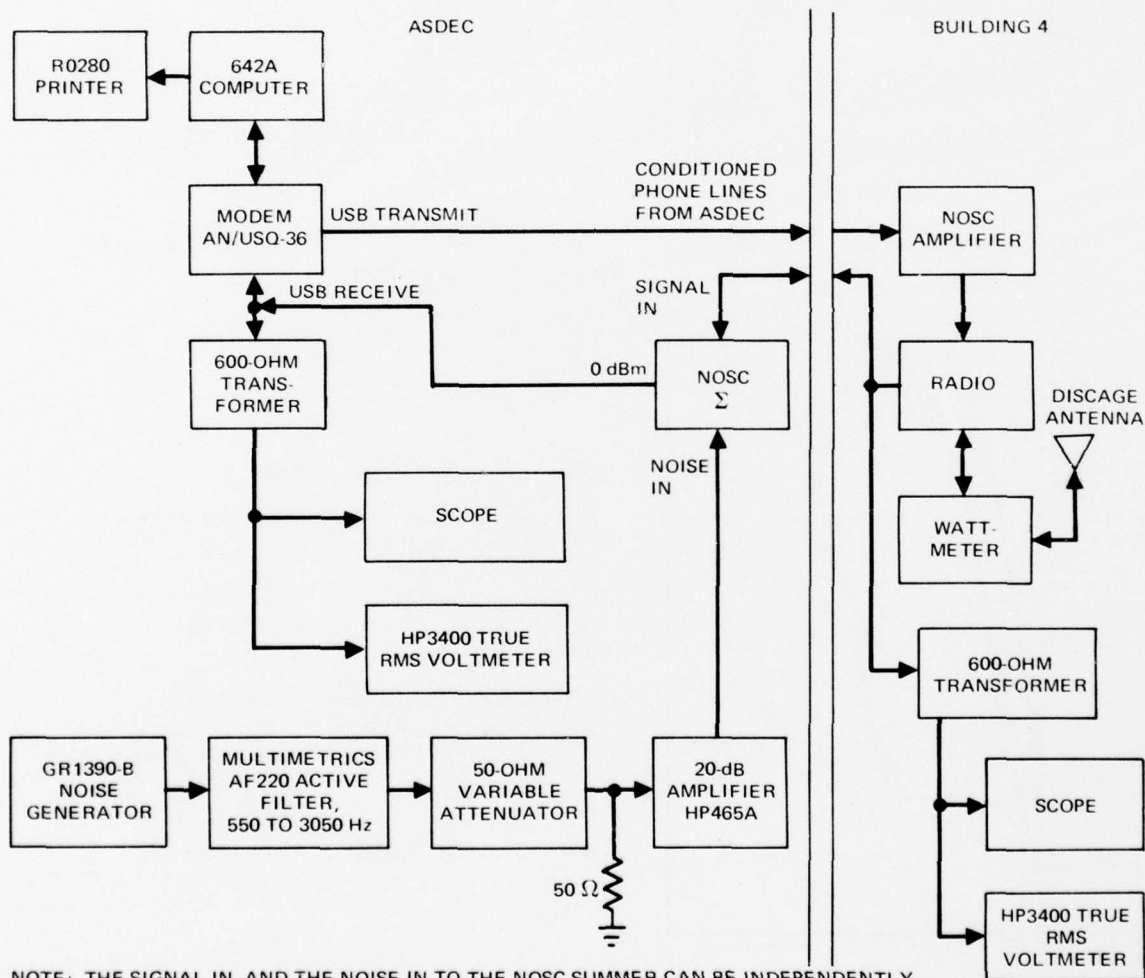 ASDEC
BUILDING 4
R0280
PRINTER
642A
COMPUTER
MODEM
AN/USQ-36
USB TRANSMIT
CONDITIONED
PHONE LINES
FROM ASDEC
NOSC
AMPLIFIER
USB RECEIVE
SIGNAL
IN
600-OHM
TRANS-
FORMER
0 dBm
NOSC
Σ
RADIO
DISCAGE
ANTENNA
NOISE
IN
SCOPE
WATT-
METER
HP3400 TRUE
RMS VOLTMETER
600-OHM
TRANSFORMER
GR1390-B
NOISE
GENERATOR
MULTIMETRICS
AF220 ACTIVE
FILTER,
550 TO 3050 Hz
50-OHM
VARIABLE
ATTENUATOR
20-dB
AMPLIFIER
HP465A
SCOPE
50 Ω
HP3400 TRUE
RMS
VOLTMETER
NOTE: THE SIGNAL IN AND THE NOISE IN TO THE NOSC SUMMER CAN BE INDEPENDENTLY